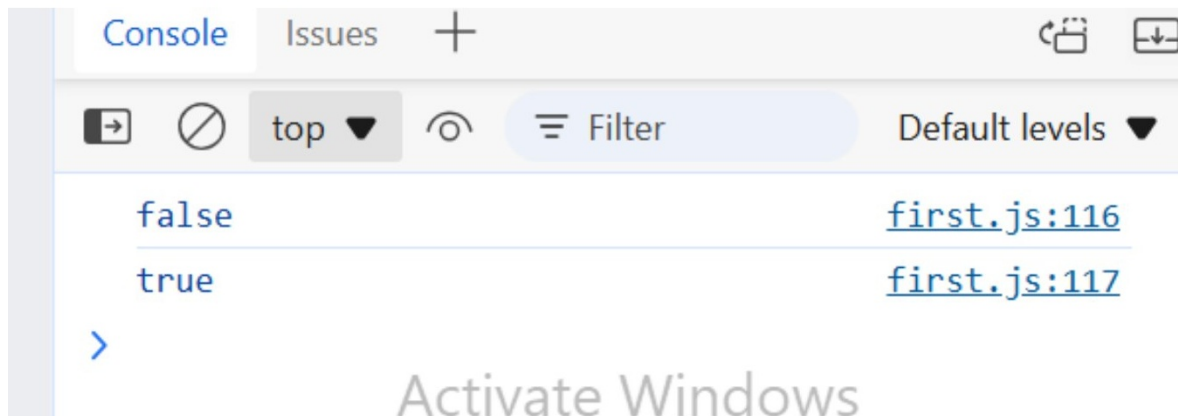 Console Issues
top Filter Default levels
false first.js:116
true first.js:117
Activate Windows